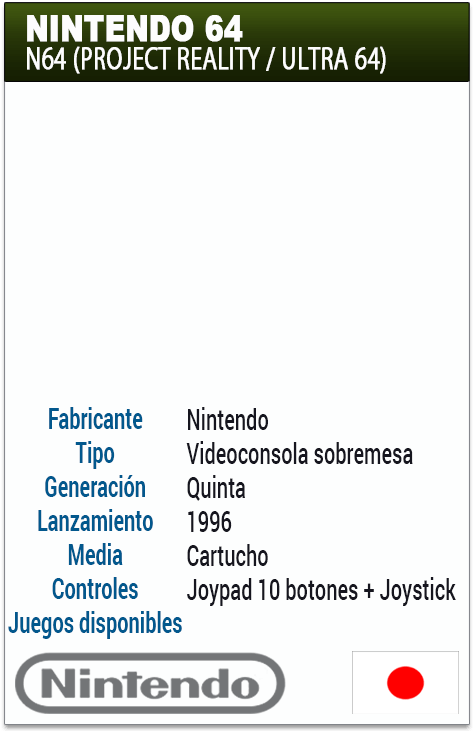 NINTENDO 64
N64 (PROJECT REALITY / ULTRA 64)
Fabricante Nintendo
Tipo Videoconsola sobremesa
Generación Quinta
Lanzamiento 1996
Media Cartucho
Controles Joypad 10 botones + Joystick
Juegos disponibles
Nintendo